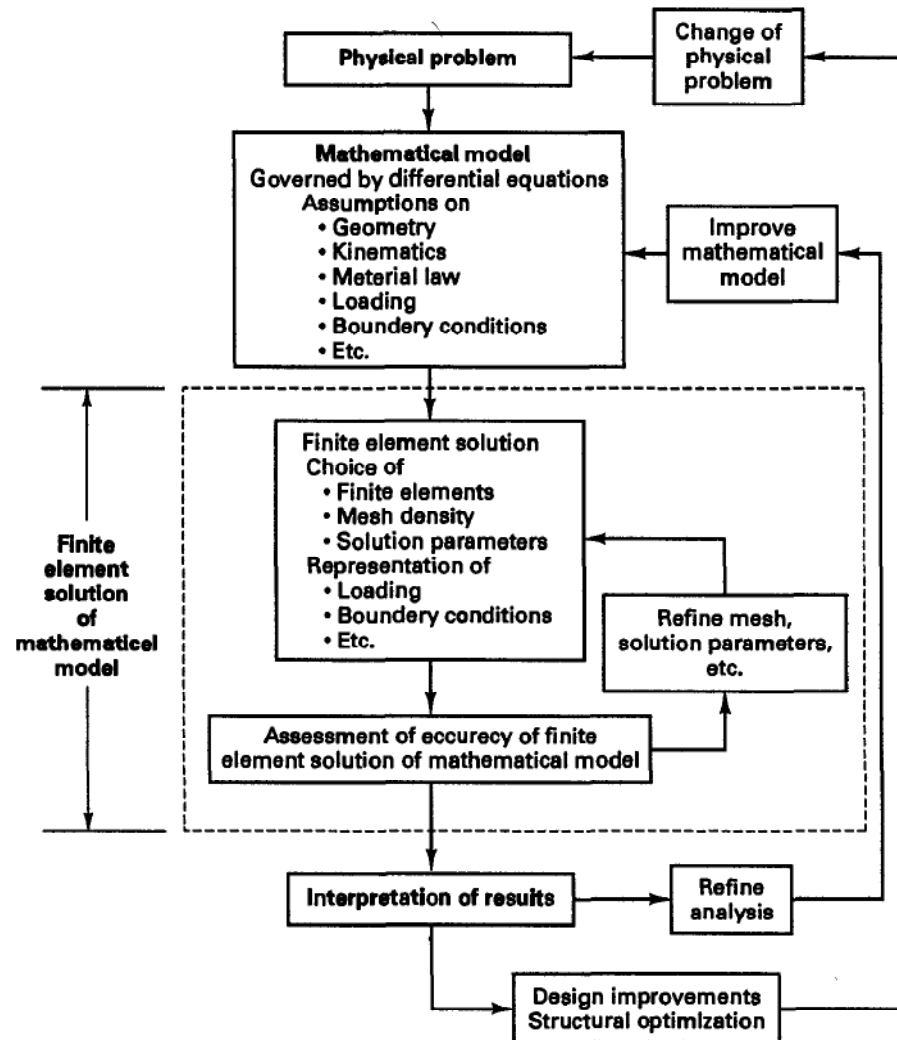 Physical problem
Change of
physical
problem
Mathematical model
Governed by differential equations
Assumptions on
• Geometry
• Kinematics
• Meterial law
• Loading
• Boundery conditions
• Etc.
Improve
mathematical
model
Finite
element
solution
of
mathematicel
model
Finite element solution
Choice of
• Finite elements
• Mesh density
• Solution parameters
Representation of
• Loading
• Boundery conditions
• Etc.
Refine mesh,
solution parameters,
etc.
Assessment of eccurecy of finite
element solution of mathematical model
Interpretation of results
Refine
analysis
Design improvements
Structural optimization